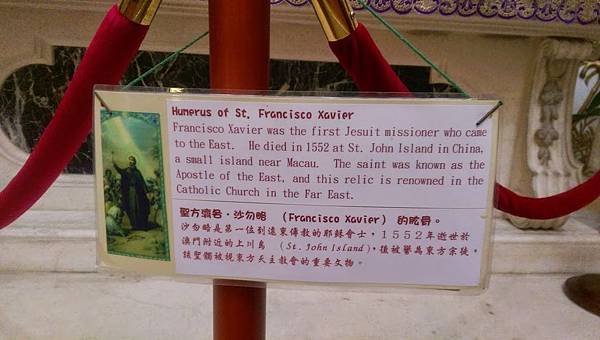 Humerus of St. Francisco Xavier
Francisco Xavier was the first Jesuit missioner who came
to the East. He died in 1552 at St. John Island in China,
a small island near Macau. The saint was known as the
Apostle of the East, and this relic is renowned in the
Catholic Church in the Far East.
聖方濟各‧沙勿略 (Francisco Xavier) 的肱骨。
沙勿略是第一位到遠東傳教的耶穌會士，1552年逝世於
澳門附近的上川島 (St. John Island)，後被譽為東方宗徒。
該聖髑被視東方天主教會的重要文物。